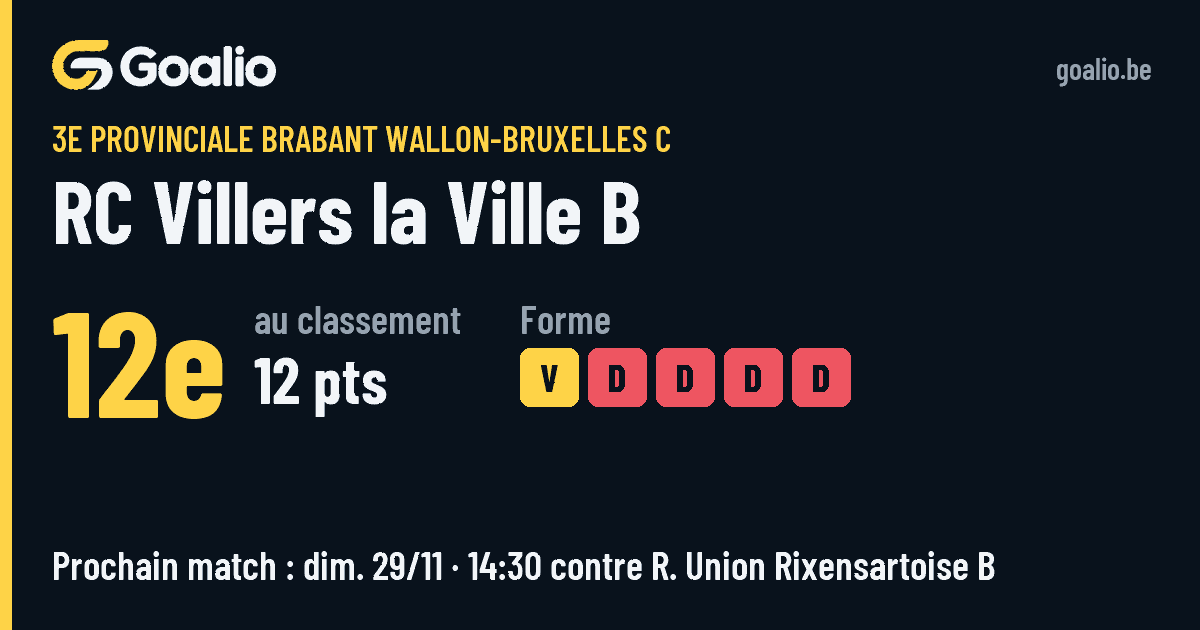 Goalio
goalio.be
3E PROVINCIALE BRABANT WALLON-BRUXELLES C
RC Villers la Ville B
12e
au classement
12 pts
Forme
V D D D D
Prochain match : dim. 29/11 · 14:30 contre R. Union Rixensartoise B